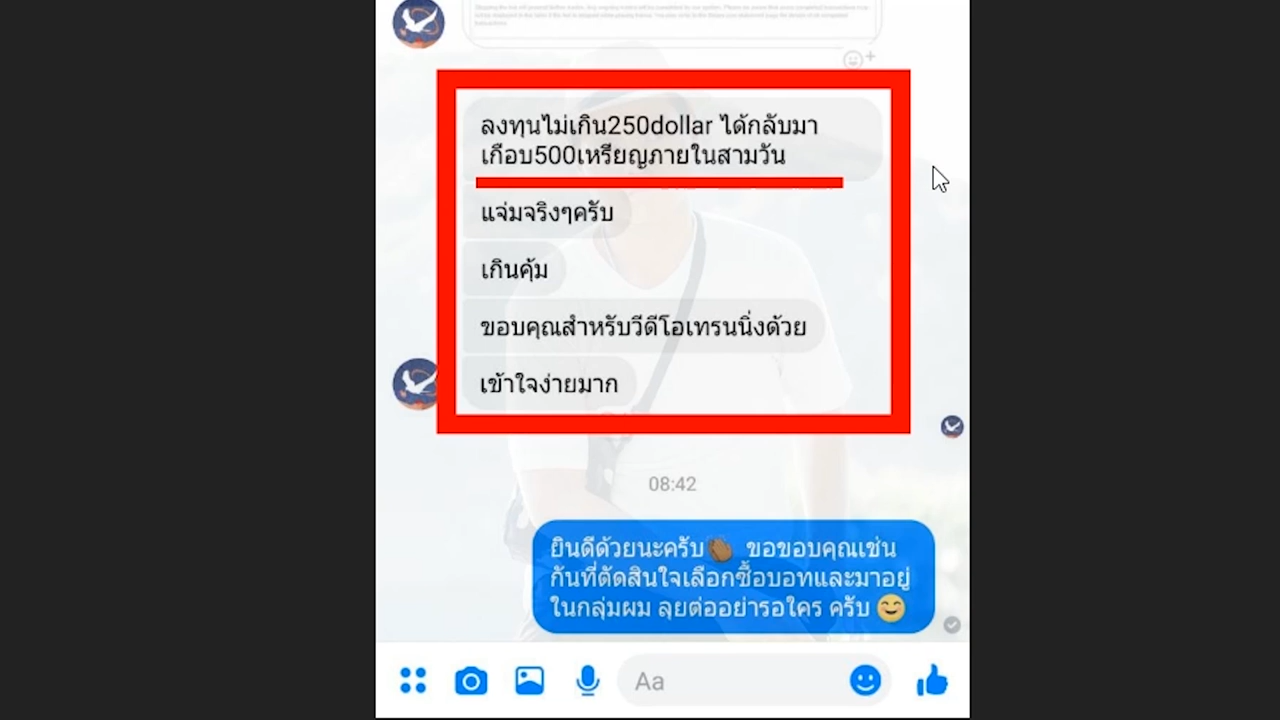 ลงทุนไม่เกิน250dollar ได้กลับมา
เกือบ500เหรียญภายในสามวัน
แจ่มจริงๆครับ
เกินคุ้ม
ขอบคุณสำหรับวีดีโอเทรนนิ่งด้วย
เข้าใจง่ายมาก
08:42
ยินดีด้วยนะครับ👏🏾 ขอขอบคุณเช่น
กันที่ตัดสินใจเลือกซื้อบอทและมาอยู่
ในกลุ่มผม ลุยต่ออย่ารอใคร ครับ😊
Aa